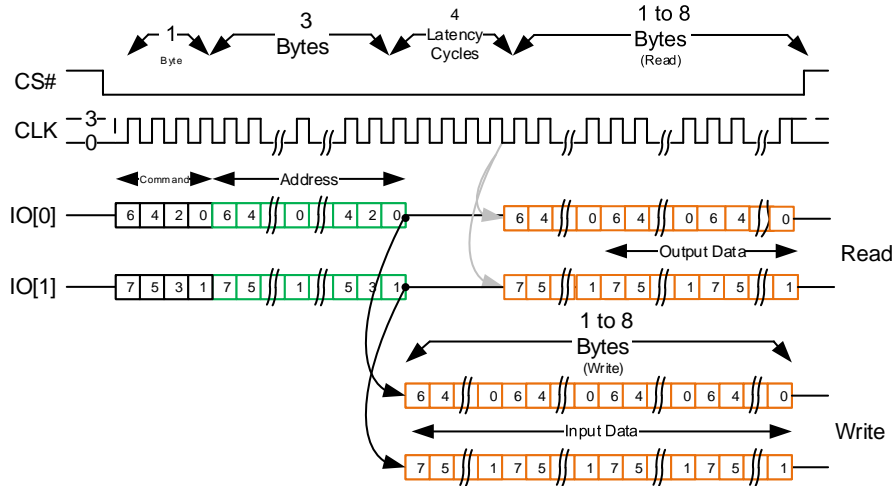 1 3 4 1 to 8
Byte Bytes Latency Bytes
Cycles (Read)
CS#
CLK 3
0
Command Address
IO[0] 6 4 2 0 6 4 0 4 2 0 6 4 0 6 4 0 6 4 0
Output Data Read
IO[1] 7 5 3 1 7 5 1 5 3 1 7 5 1 7 5 1 7 5 1
1 to 8
Bytes
(Write)
6 4 0 6 4 0 6 4 0 6 4 0
Input Data Write
7 5 1 7 5 1 7 5 1 7 5 1